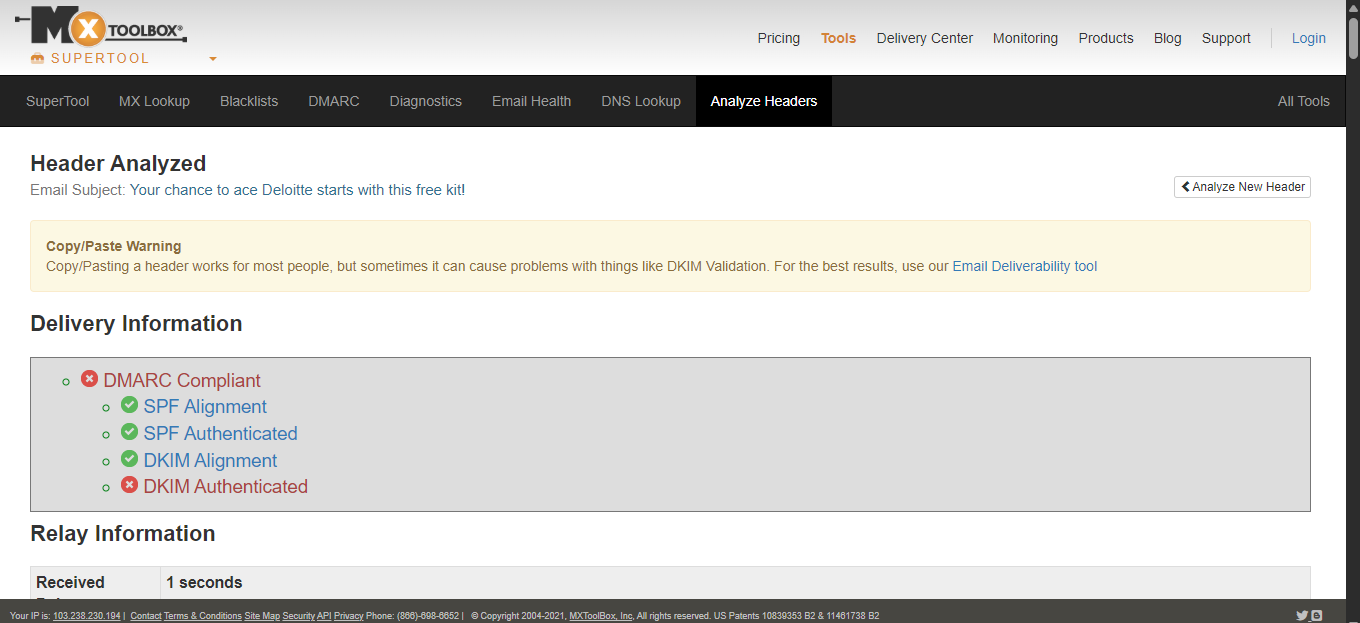 MX TOOLBOX®
SUPERTOOL
Pricing Tools Delivery Center Monitoring Products Blog Support Login
SuperTool MX Lookup Blacklists DMARC Diagnostics Email Health DNS Lookup Analyze Headers All Tools
Header Analyzed
Email Subject: Your chance to ace Deloitte starts with this free kit!
Analyze New Header
Copy/Paste Warning
Copy/Pasting a header works for most people, but sometimes it can cause problems with things like DKIM Validation. For the best results, use our Email Deliverability tool
Delivery Information
DMARC Compliant
SPF Alignment
SPF Authenticated
DKIM Alignment
DKIM Authenticated
Relay Information
Received 1 seconds
Your IP is: 103.238.230.194 | Contact Terms & Conditions Site Map Security API Privacy Phone: (866)-698-6652 | © Copyright 2004-2021, MXToolBox, Inc, All rights reserved. US Patents 10839353 B2 & 11461738 B2